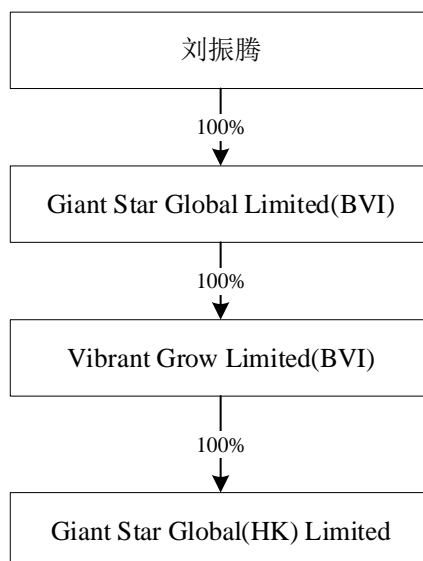 刘振腾
100%
Giant Star Global Limited(BVI)
100%
Vibrant Grow Limited(BVI)
100%
Giant Star Global(HK) Limited